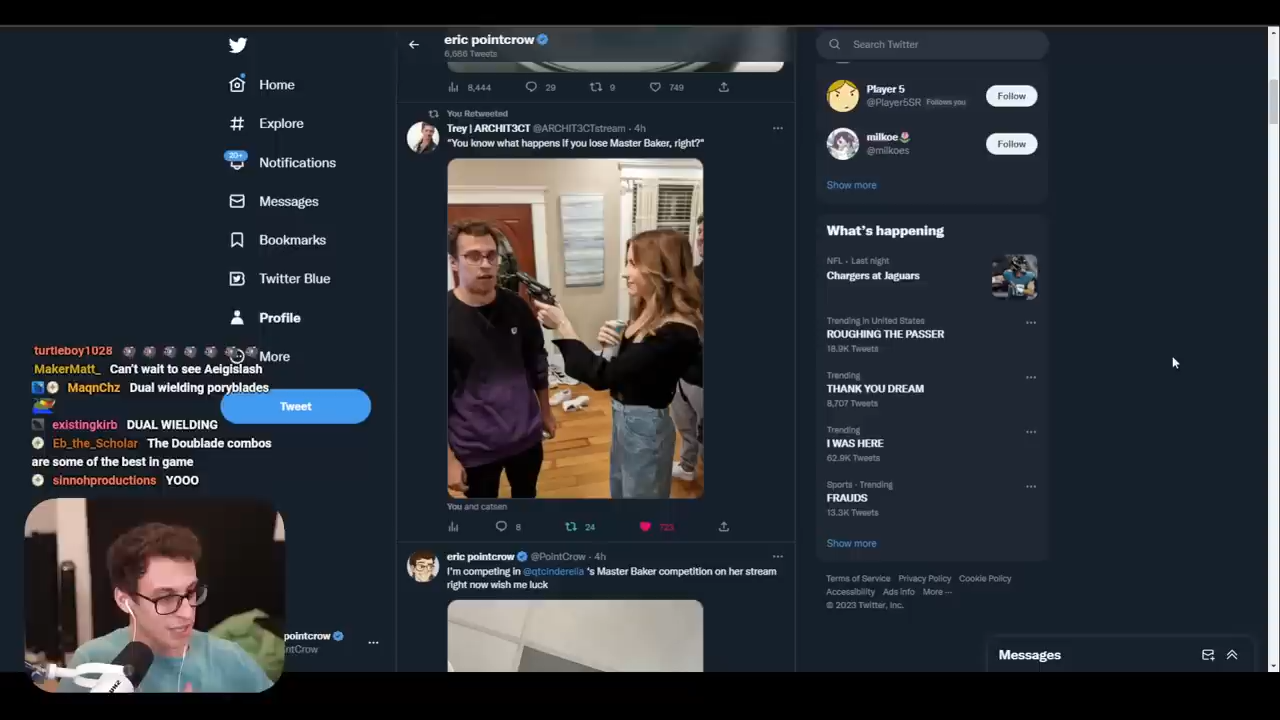 Home
Explore
20+
Notifications
Messages
Bookmarks
Twitter Blue
Profile
More
Tweet
turtleboy1028
MakerMatt_ Can't wait to see Aeigislash
MaqnChz Dual wielding poryblades
existingkirb DUAL WIELDING
Eb_the_Scholar The Doublade combos
are some of the best in game
sinnohproductions YOOO
pointcrow
ntCrow
eric pointcrow
6,666 Tweets
8,444 29 9 749
You Retweeted
Trey | ARCHIT3CT @ARCHIT3CTstream · 4h
"You know what happens if you lose Master Baker, right?"
You and catsen
8 24 723
eric pointcrow @PointCrow · 4h
I'm competing in @qtcinderella 's Master Baker competition on her stream
right now wish me luck
Search Twitter
Player 5
@Player5SR Follows you
Follow
milkoe
@milkoes
Follow
Show more
What's happening
NFL · Last night
Chargers at Jaguars
Trending in United States
ROUGHING THE PASSER
18.9K Tweets
Trending
THANK YOU DREAM
8,707 Tweets
Trending
I WAS HERE
62.9K Tweets
Sports · Trending
FRAUDS
13.3K Tweets
Show more
Terms of Service Privacy Policy Cookie Policy
Accessibility Ads info More ···
© 2023 Twitter, Inc.
Messages